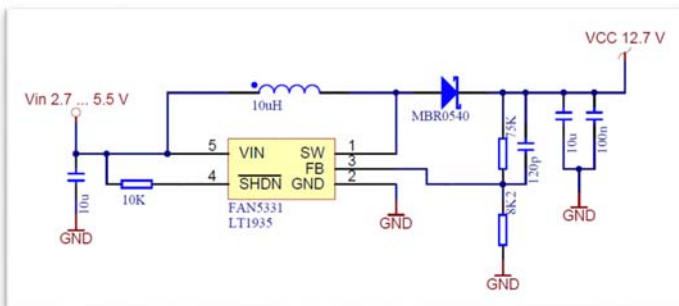 VCC 12.7 V
Vin 2.7 ... 5.5 V
10uH
MBR0540
75K
120p
10u
100n
5 VIN SW 1
FB 3
4 SHDN GND 2
10u
10K
FAN5331
LT1935
8K2
GND
GND
GND
GND